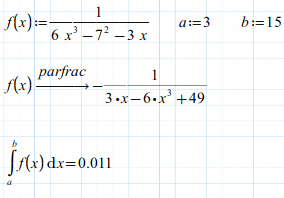 f(x):=1/(6 x³ −7² −3 x) a:=3 b:=15
f(x) —parfrac→ −1/(3•x−6•x³ +49)
∫ₐᵇ f(x) dx=0.011